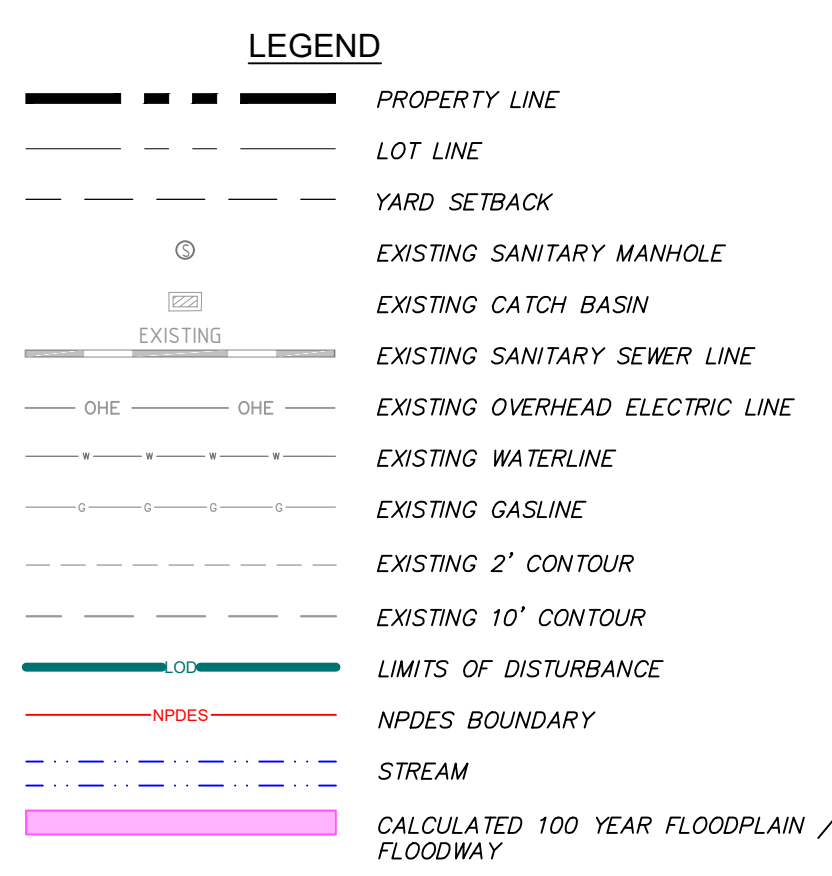 LEGEND
PROPERTY LINE
LOT LINE
YARD SETBACK
S EXISTING SANITARY MANHOLE
EXISTING CATCH BASIN
EXISTING
EXISTING SANITARY SEWER LINE
OHE OHE EXISTING OVERHEAD ELECTRIC LINE
W W W W EXISTING WATERLINE
G G G G EXISTING GASLINE
EXISTING 2' CONTOUR
EXISTING 10' CONTOUR
LOD LIMITS OF DISTURBANCE
NPDES NPDES BOUNDARY
STREAM
CALCULATED 100 YEAR FLOODPLAIN /
FLOODWAY